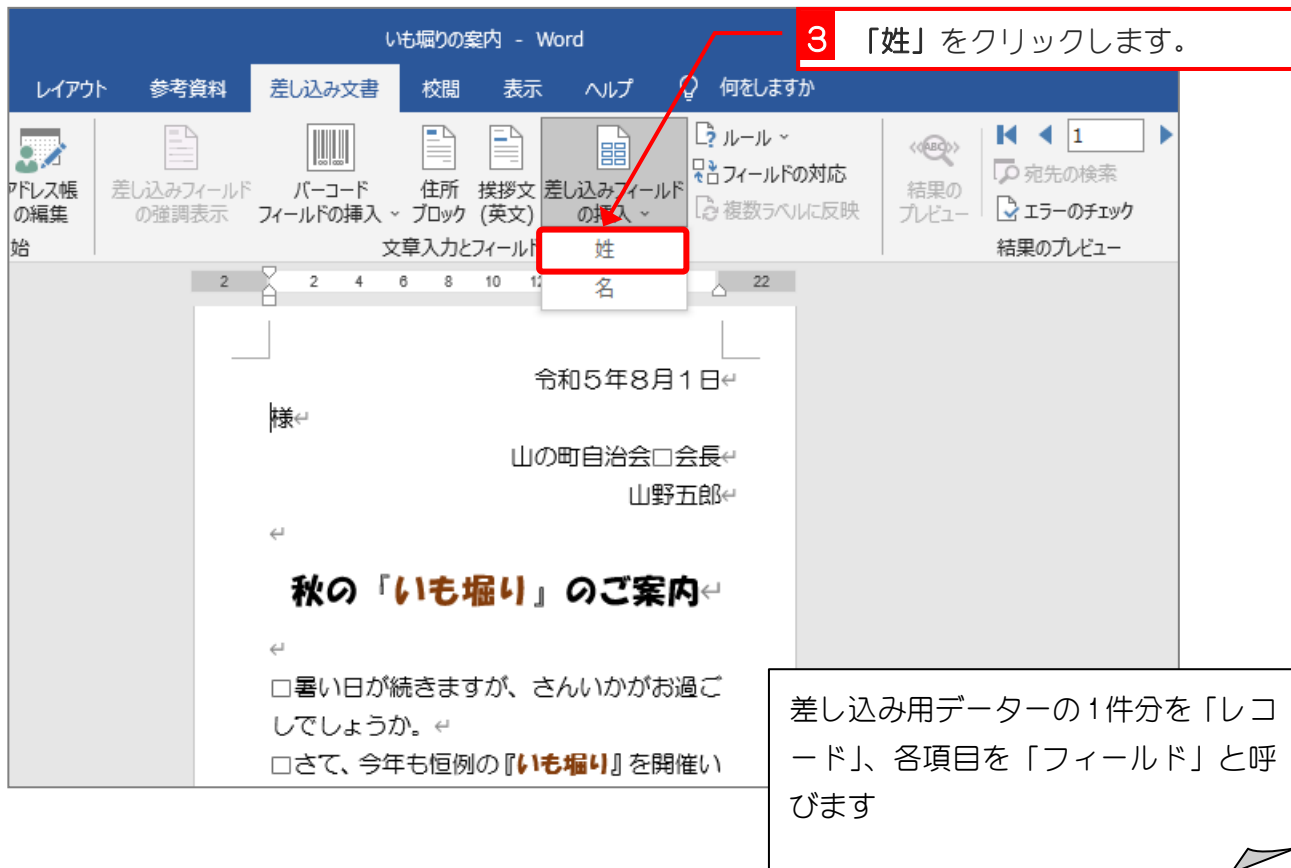 いも堀りの案内 - Word
3 「姓」をクリックします。
レイアウト 参考資料 差し込み文書 校閲 表示 ヘルプ 何をしますか
アドレス帳
の編集
差し込みフィールド
の強調表示
バーコード
フィールドの挿入
住所
ブロック
挨拶文
(英文)
差し込みフィールド
の挿入
ルール
フィールドの対応
複数ラベルに反映
«ABC»
結果の
プレビュー
1
宛先の検索
エラーのチェック
始
文章入力とフィールド
結果のプレビュー
姓
名
2 2 4 6 8 10 22
令和5年8月1日↵
様↵
山の町自治会□会長↵
山野五郎↵
↵
秋の『いも堀り』のご案内↵
↵
□暑い日が続きますが、さんいかがお過ご
しでしょうか。↵
□さて、今年も恒例の『いも堀り』を開催い
差し込み用データーの1件分を「レコ
ード」、各項目を「フィールド」と呼
びます